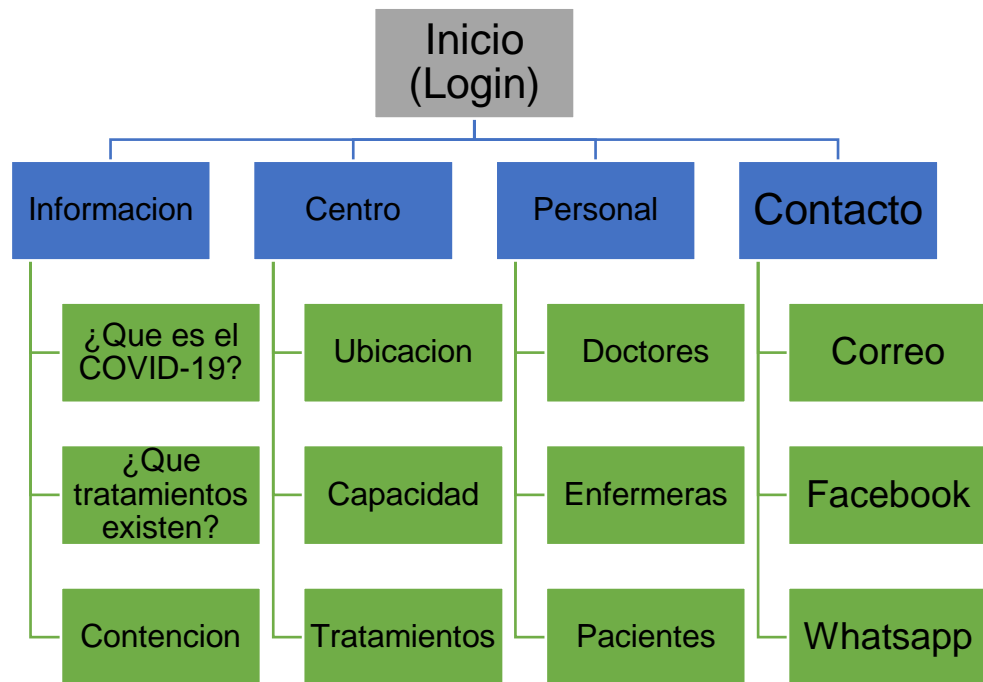 Inicio
(Login)
Informacion
Centro
Personal
Contacto
¿Que es el
COVID-19?
Ubicacion
Doctores
Correo
¿Que
tratamientos
existen?
Capacidad
Enfermeras
Facebook
Contencion
Tratamientos
Pacientes
Whatsapp